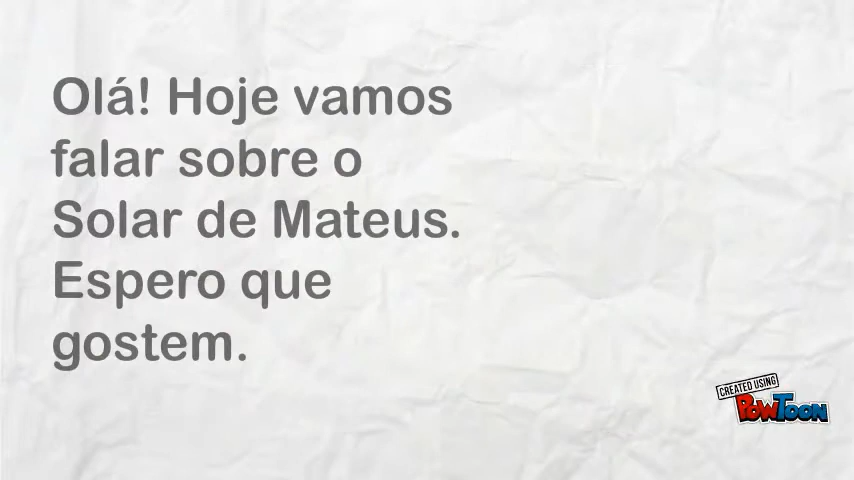 Olá! Hoje vamos
falar sobre o
Solar de Mateus.
Espero que
gostem.
CREATED USING
POWTOON